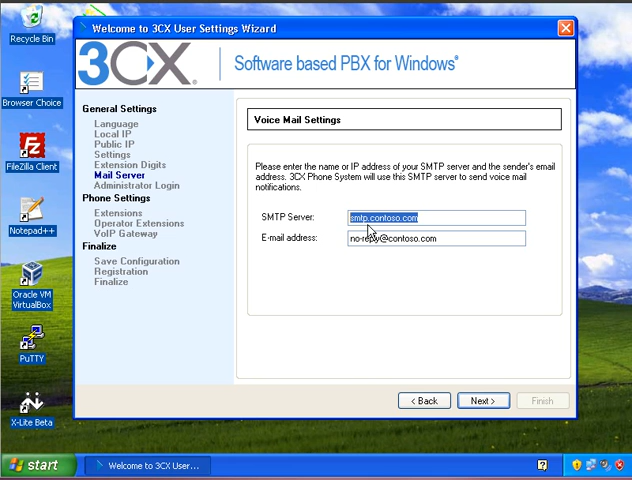 Recycle Bin
Browser Choice
FileZilla Client
Notepad++
Oracle VM
VirtualBox
PuTTY
X-Lite Beta
Welcome to 3CX User Settings Wizard
3CX®
Software based PBX for Windows®
General Settings
Language
Local IP
Public IP
Settings
Extension Digits
Mail Server
Administrator Login
Phone Settings
Extensions
Operator Extensions
VoIP Gateway
Finalize
Save Configuration
Registration
Finalize
Voice Mail Settings
Please enter the name or IP address of your SMTP server and the sender's email
address. 3CX Phone System will use this SMTP server to send voice mail
notifications.
SMTP Server: smtp.contoso.com
E-mail address: no-reply@contoso.com
< Back Next > Finish
start Welcome to 3CX User...